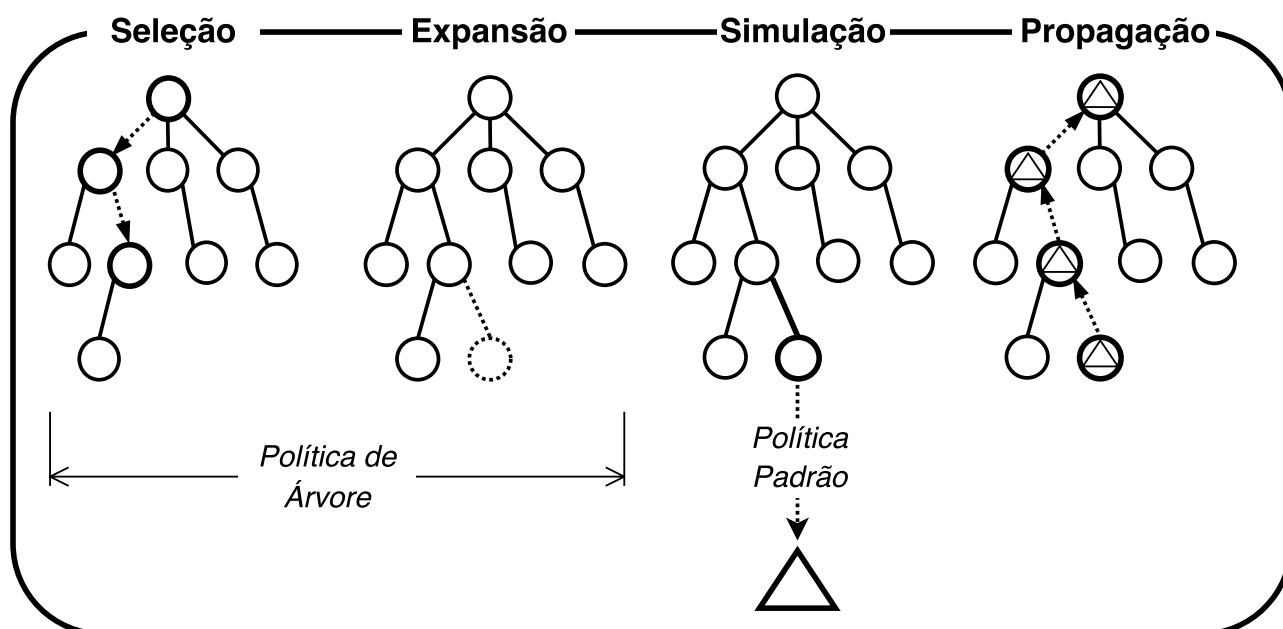 Seleção
Expansão
Simulação
Propagação
Política de
Árvore
Política
Padrão